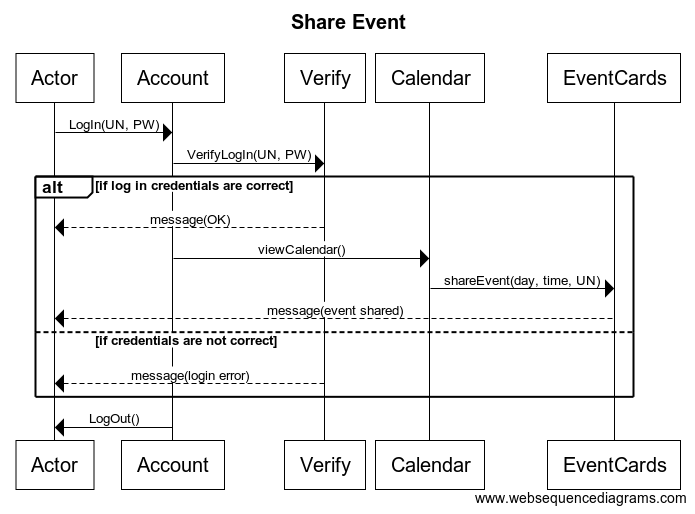 Share Event
Actor Account Verify Calendar EventCards
LogIn(UN, PW)
VerifyLogIn(UN, PW)
alt [if log in credentials are correct]
message(OK)
viewCalendar()
shareEvent(day, time, UN)
message(event shared)
[if credentials are not correct]
message(login error)
LogOut()
Actor Account Verify Calendar EventCards
www.websequencediagrams.com